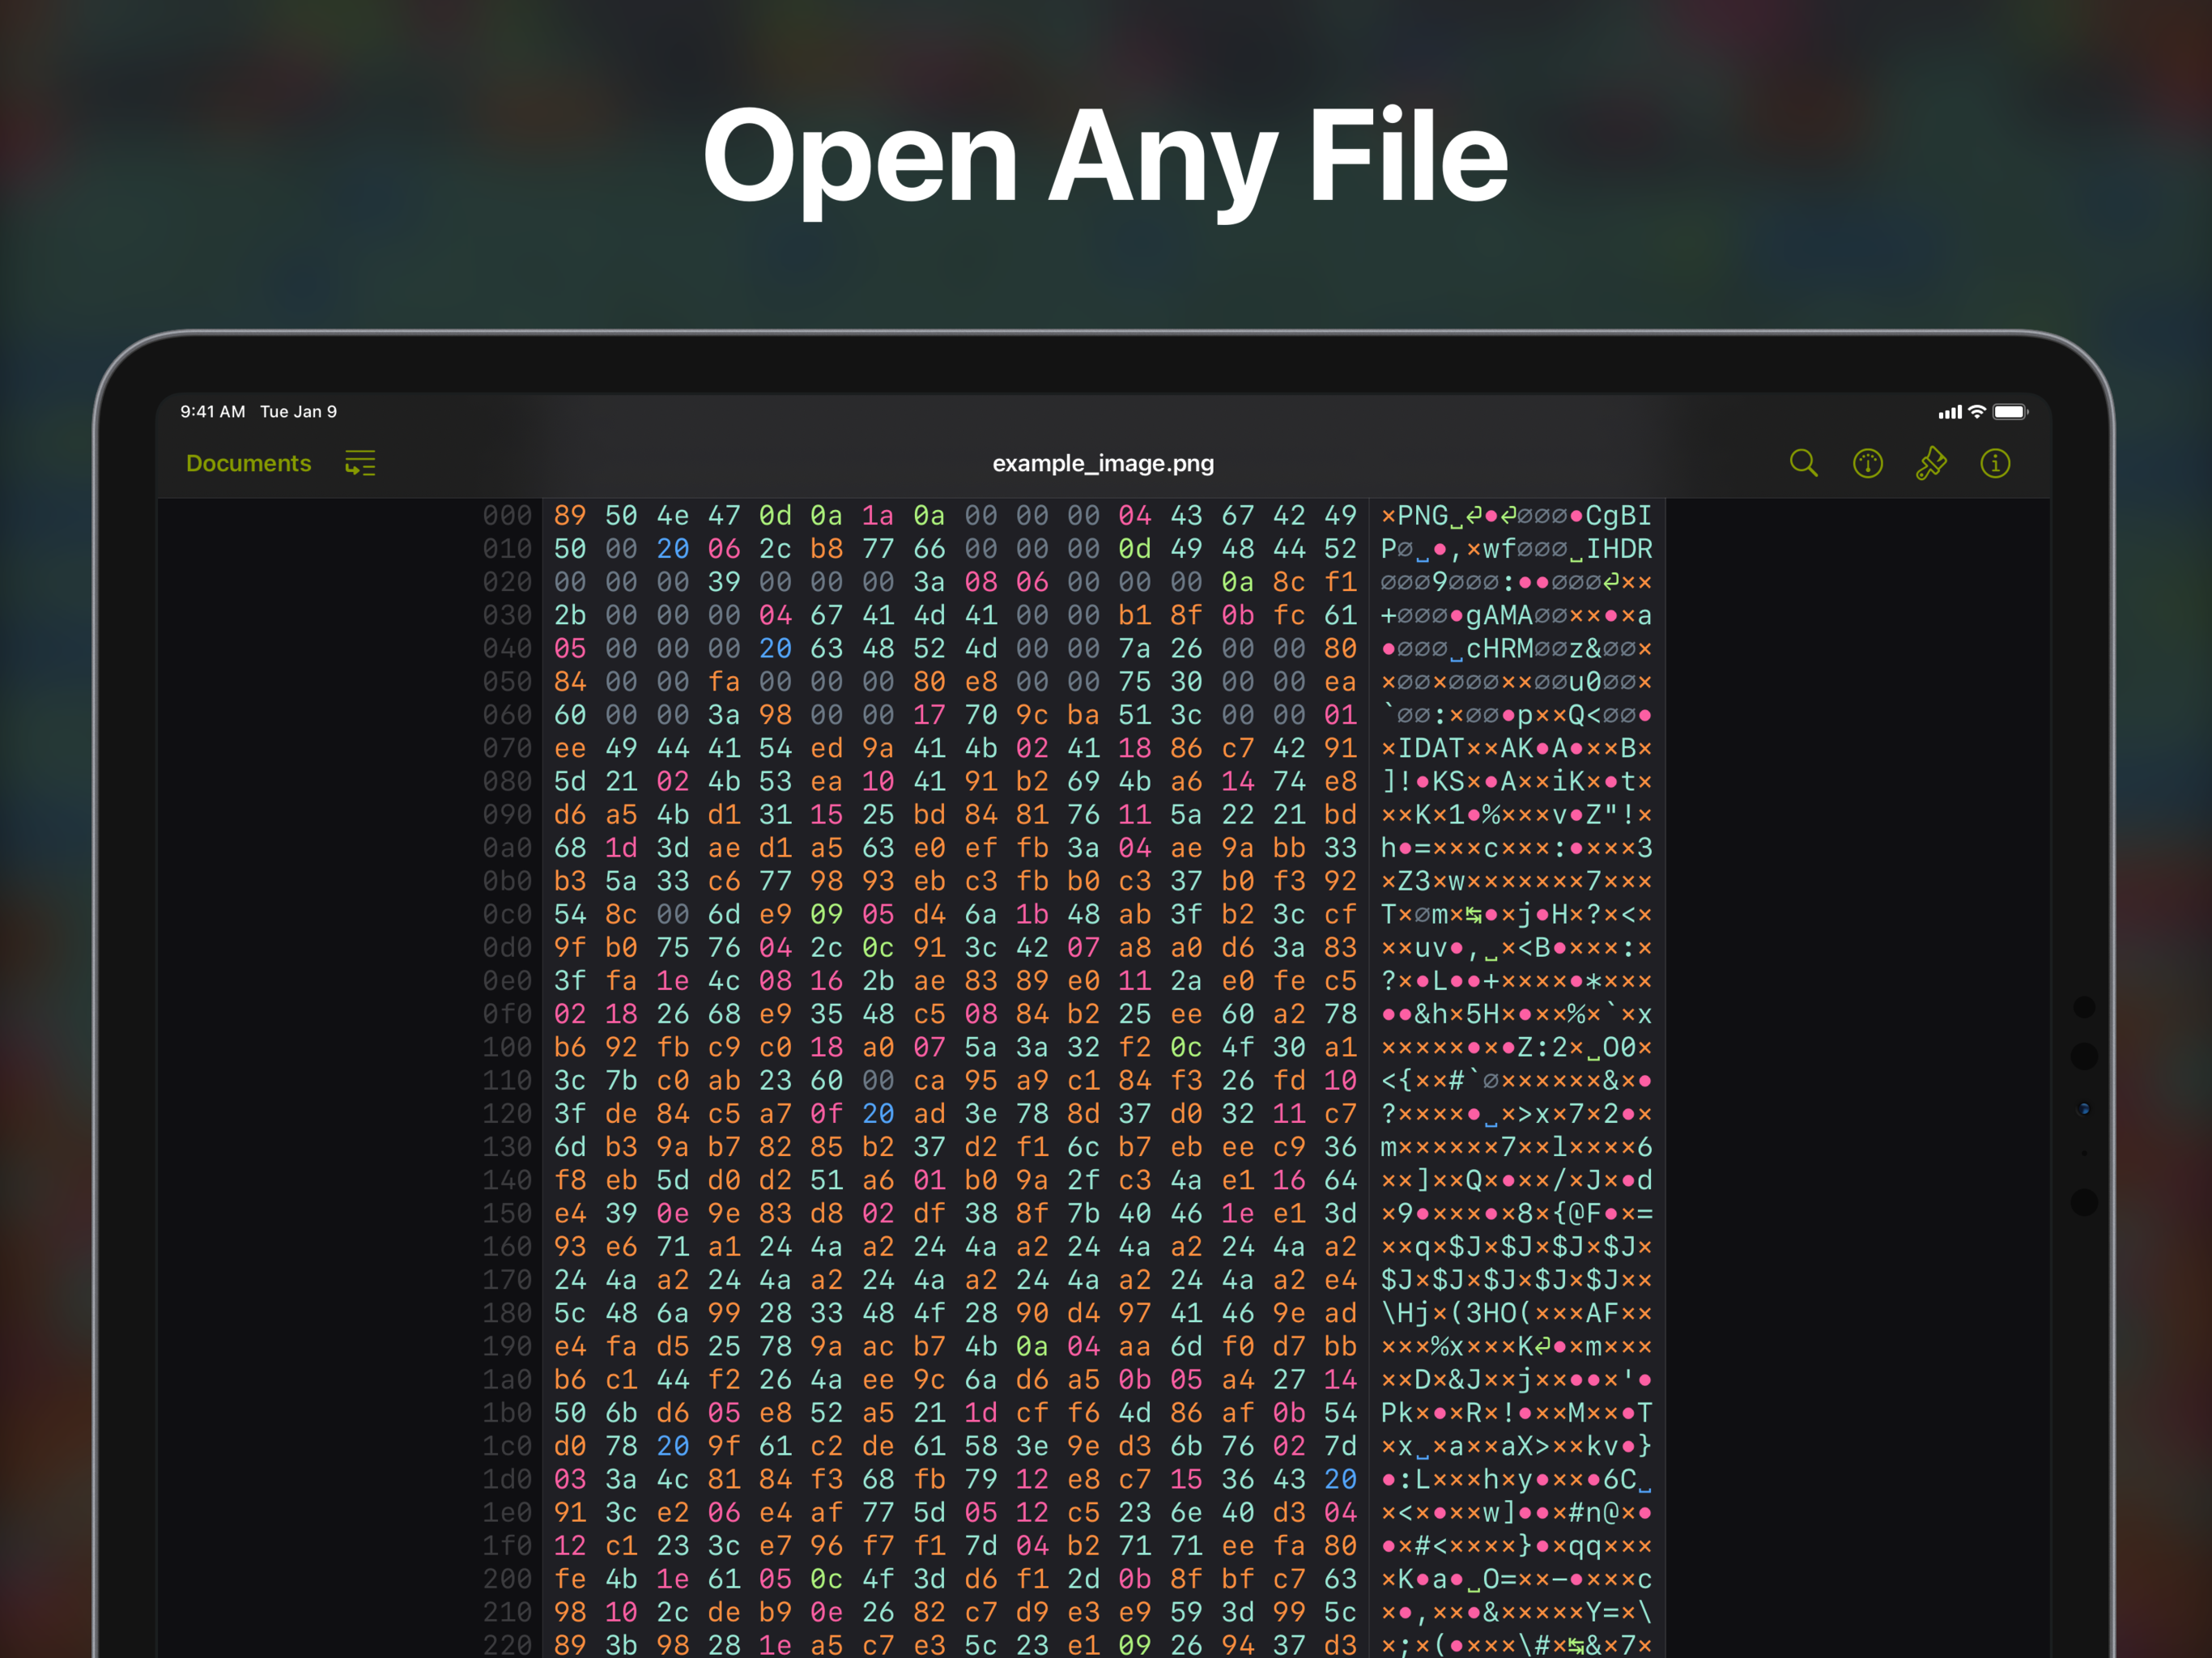 Open Any File
9:41 AM Tue Jan 9
Documents example_image.png
000 89 50 4e 47 0d 0a 1a 0a 00 00 00 04 43 67 42 49 ×PNG␣⏎•⏎∅∅∅•CgBI
010 50 00 20 06 2c b8 77 66 00 00 00 0d 49 48 44 52 P∅␣•,×wf∅∅∅␣IHDR
020 00 00 00 39 00 00 00 3a 08 06 00 00 00 0a 8c f1 ∅∅∅9∅∅∅:••∅∅∅⏎××
030 2b 00 00 00 04 67 41 4d 41 00 00 b1 8f 0b fc 61 +∅∅∅•gAMA∅∅××•×a
040 05 00 00 00 20 63 48 52 4d 00 00 7a 26 00 00 80 •∅∅∅␣cHRM∅∅z&∅∅×
050 84 00 00 fa 00 00 00 80 e8 00 00 75 30 00 00 ea ×∅∅×∅∅∅××∅∅u0∅∅×
060 60 00 00 3a 98 00 00 17 70 9c ba 51 3c 00 00 01 `∅∅:×∅∅•p××Q<∅∅•
070 ee 49 44 41 54 ed 9a 41 4b 02 41 18 86 c7 42 91 ×IDAT××AK•A•××B×
080 5d 21 02 4b 53 ea 10 41 91 b2 69 4b a6 14 74 e8 ]!•KS×•A××iK×•t×
090 d6 a5 4b d1 31 15 25 bd 84 81 76 11 5a 22 21 bd ××K×1•%×××v•Z"!×
0a0 68 1d 3d ae d1 a5 63 e0 ef fb 3a 04 ae 9a bb 33 h•=×××c×××:•×××3
0b0 b3 5a 33 c6 77 98 93 eb c3 fb b0 c3 37 b0 f3 92 ×Z3×w×××××××7×××
0c0 54 8c 00 6d e9 09 05 d4 6a 1b 48 ab 3f b2 3c cf T×∅m×↹•×j•H×?×<×
0d0 9f b0 75 76 04 2c 0c 91 3c 42 07 a8 a0 d6 3a 83 ××uv•,␣×<B•×××:×
0e0 3f fa 1e 4c 08 16 2b ae 83 89 e0 11 2a e0 fe c5 ?×•L••+××××•*×××
0f0 02 18 26 68 e9 35 48 c5 08 84 b2 25 ee 60 a2 78 ••&h×5H×•××%×`×x
100 b6 92 fb c9 c0 18 a0 07 5a 3a 32 f2 0c 4f 30 a1 ×××××•×•Z:2×␣O0×
110 3c 7b c0 ab 23 60 00 ca 95 a9 c1 84 f3 26 fd 10 <{××#`∅××××××&×•
120 3f de 84 c5 a7 0f 20 ad 3e 78 8d 37 d0 32 11 c7 ?××××•␣×>x×7×2•×
130 6d b3 9a b7 82 85 b2 37 d2 f1 6c b7 eb ee c9 36 m××××××7××l××××6
140 f8 eb 5d d0 d2 51 a6 01 b0 9a 2f c3 4a e1 16 64 ××]××Q×•××/×J×•d
150 e4 39 0e 9e 83 d8 02 df 38 8f 7b 40 46 1e e1 3d ×9•×××•×8×{@F•×=
160 93 e6 71 a1 24 4a a2 24 4a a2 24 4a a2 24 4a a2 ××q×$J×$J×$J×$J×
170 24 4a a2 24 4a a2 24 4a a2 24 4a a2 24 4a a2 e4 $J×$J×$J×$J×$J××
180 5c 48 6a 99 28 33 48 4f 28 90 d4 97 41 46 9e ad \Hj×(3HO(×××AF××
190 e4 fa d5 25 78 9a ac b7 4b 0a 04 aa 6d f0 d7 bb ×××%x×××K⏎•×m×××
1a0 b6 c1 44 f2 26 4a ee 9c 6a d6 a5 0b 05 a4 27 14 ××D×&J××j××••×'•
1b0 50 6b d6 05 e8 52 a5 21 1d cf f6 4d 86 af 0b 54 Pk×•×R×!•××M××•T
1c0 d0 78 20 9f 61 c2 de 61 58 3e 9e d3 6b 76 02 7d ×x␣×a××aX>××kv•}
1d0 03 3a 4c 81 84 f3 68 fb 79 12 e8 c7 15 36 43 20 •:L×××h×y•××•6C␣
1e0 91 3c e2 06 e4 af 77 5d 05 12 c5 23 6e 40 d3 04 ×<×•××w]••×#n@×•
1f0 12 c1 23 3c e7 96 f7 f1 7d 04 b2 71 71 ee fa 80 •×#<××××}•×qq×××
200 fe 4b 1e 61 05 0c 4f 3d d6 f1 2d 0b 8f bf c7 63 ×K•a•␣O=××-•×××c
210 98 10 2c de b9 0e 26 82 c7 d9 e3 e9 59 3d 99 5c ×•,××•&×××××Y=×\
220 89 3b 98 28 1e a5 c7 e3 5c 23 e1 09 26 94 37 d3 ×;×(•×××\#×↹&×7×